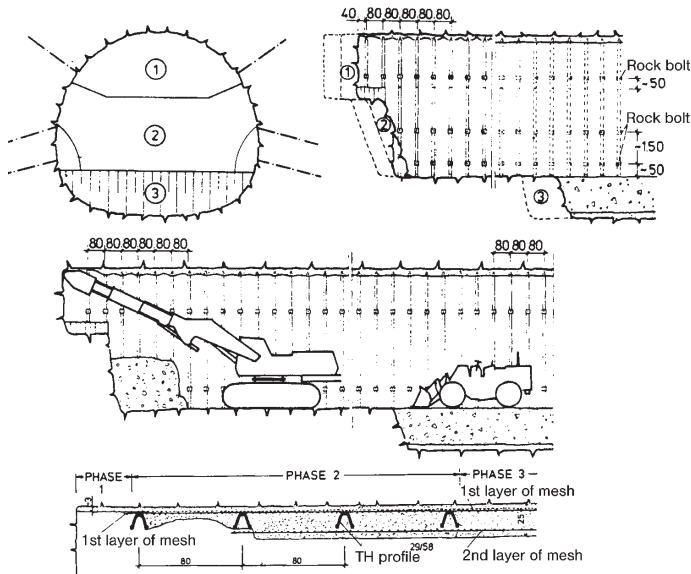 40 80 80 80 80 80
1
2
3
1
2
3
Rock bolt
~50
Rock bolt
150
~50
80 80 80 80 80 80
80 80 80
PHASE
1
PHASE 2
PHASE 3
1st layer of mesh
3
1st layer of mesh
TH profile
29/58
25
2nd layer of mesh
80
80